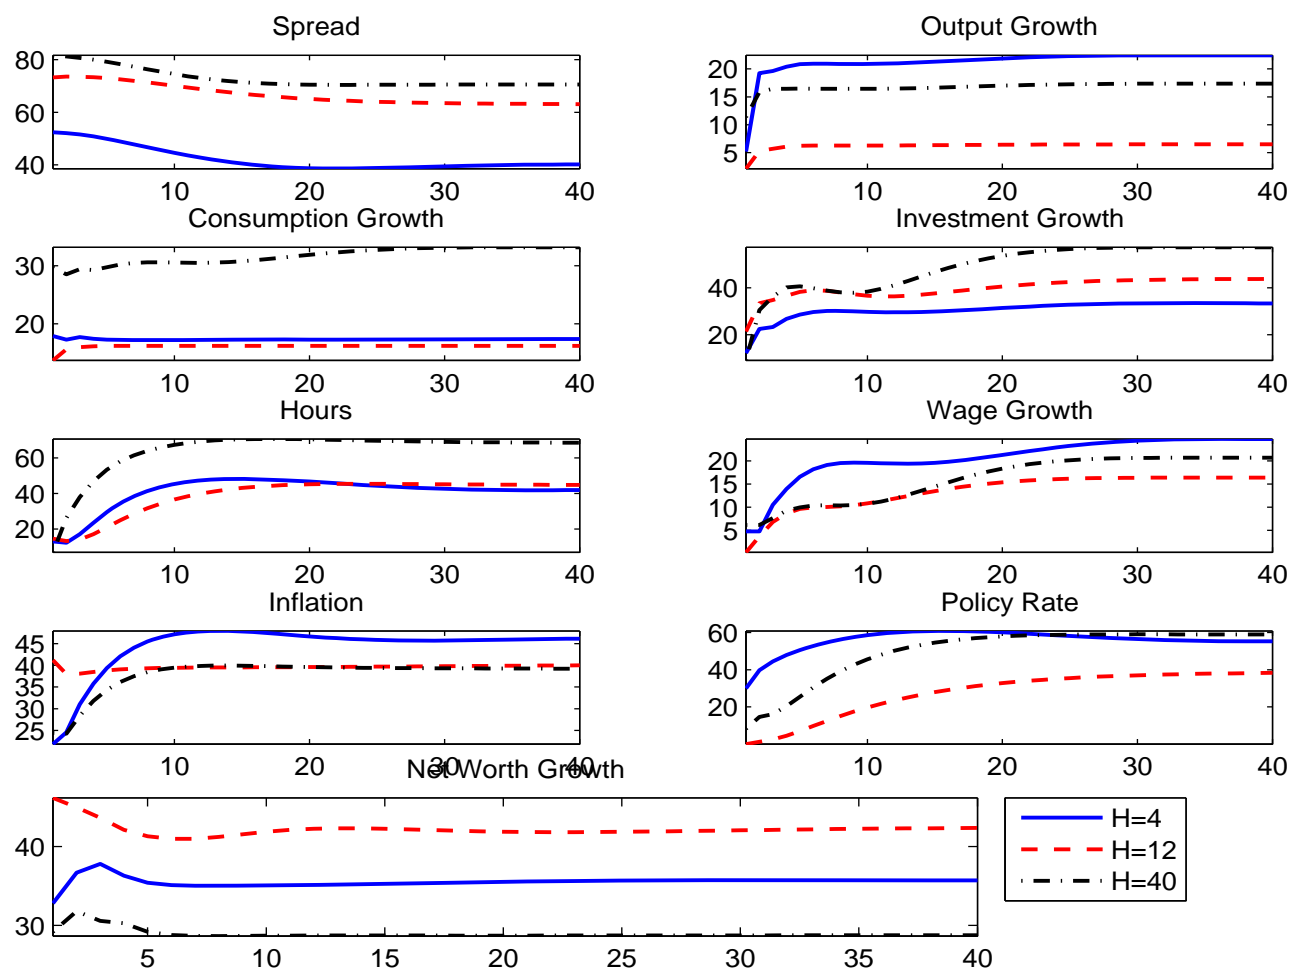 Spread
Output Growth
80
60
40
10 20 30 40
20
15
10
5
10 20 30 40
Consumption Growth
Investment Growth
30
20
10 20 30 40
40
20
10 20 30 40
Hours
Wage Growth
60
40
20
10 20 30 40
20
15
10
5
10 20 30 40
Inflation
Policy Rate
45
40
35
30
25
10 20 30 40
60
40
20
10 20 30 40
Net Worth Growth
40
30
5 10 15 20 25 30 35 40
H=4
H=12
H=40